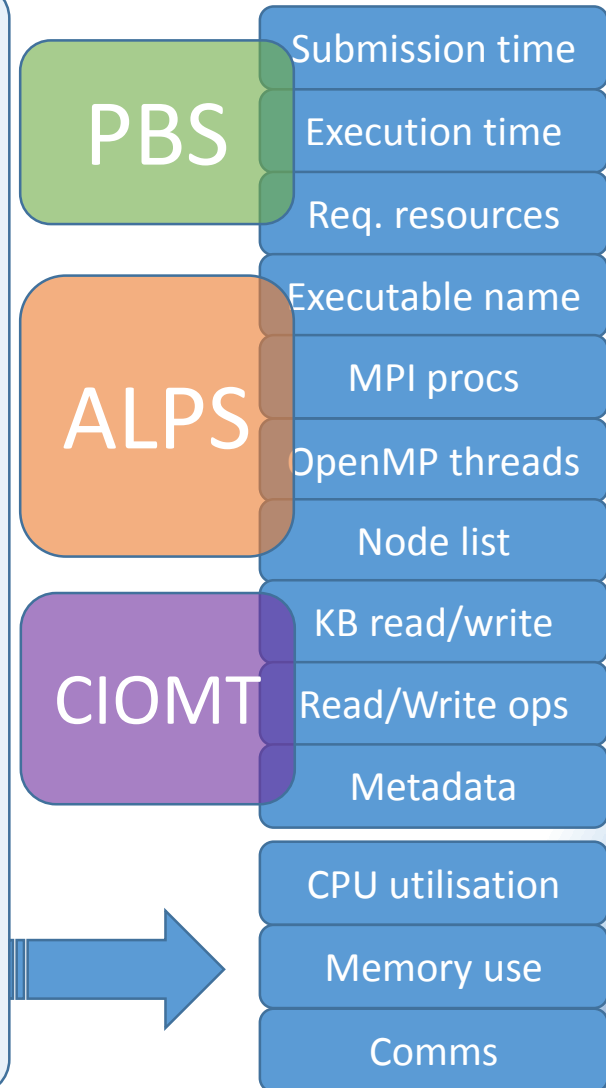 PBS
Submission time
Execution time
Req. resources
ALPS
Executable name
MPI procs
OpenMP threads
Node list
CIOMT
KB read/write
Read/Write ops
Metadata
CPU utilisation
Memory use
Comms